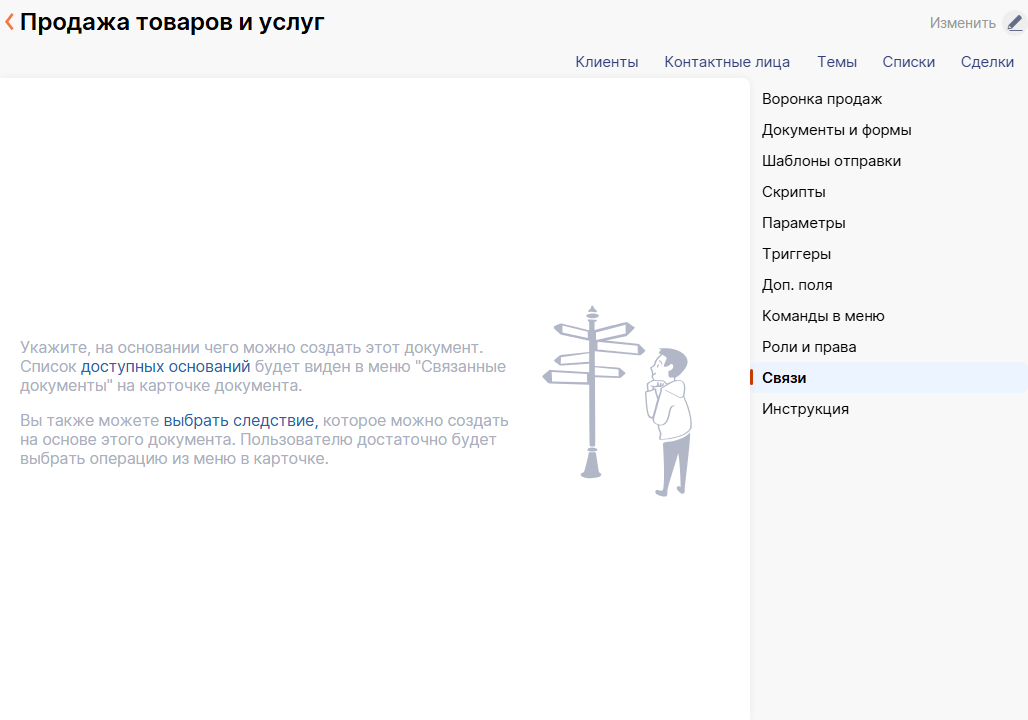 Продажа товаров и услуг
Изменить
Клиенты Контактные лица Темы Списки Сделки
Укажите, на основании чего можно создать этот документ.
Список доступных оснований будет виден в меню "Связанные
документы" на карточке документа.
Вы также можете выбрать следствие, которое можно создать
на основе этого документа. Пользователю достаточно будет
выбрать операцию из меню в карточке.
Воронка продаж
Документы и формы
Шаблоны отправки
Скрипты
Параметры
Триггеры
Доп. поля
Команды в меню
Роли и права
Связи
Инструкция